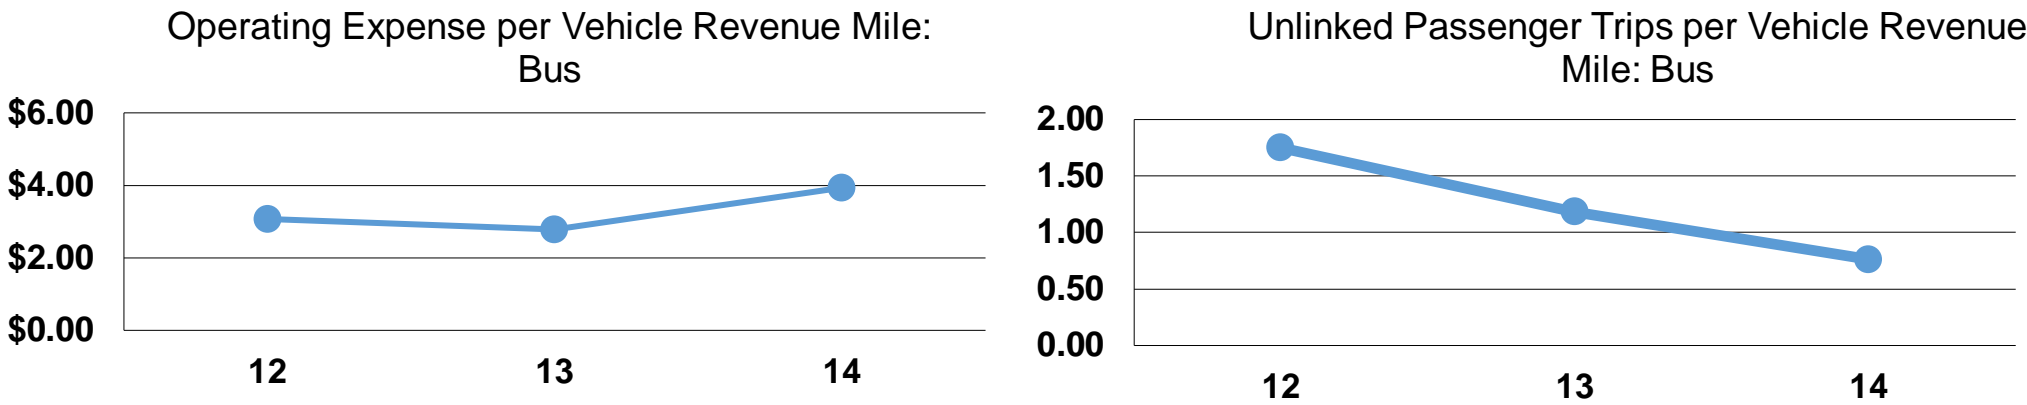 Operating Expense per Vehicle Revenue Mile:
Bus
$6.00
$4.00
$2.00
$0.00
12 13 14
Unlinked Passenger Trips per Vehicle Revenue
Mile: Bus
2.00
1.50
1.00
0.50
0.00
12 13 14